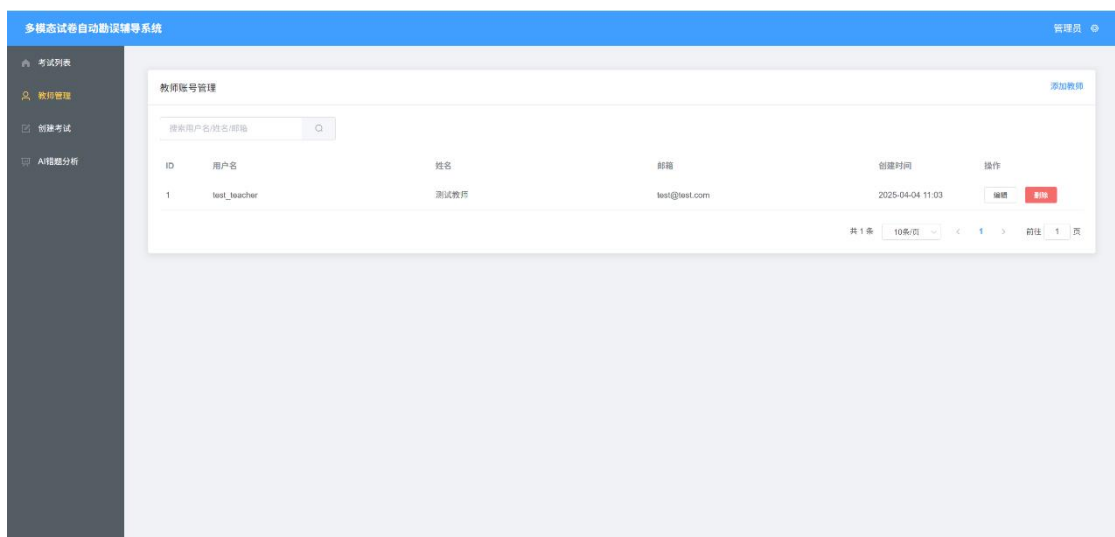 多模态试卷自动勘误辅导系统 管理员
考试列表
教师管理
创建考试
AI错题分析
教师账号管理 添加教师
搜索用户名/姓名/邮箱
ID 用户名 姓名 邮箱 创建时间 操作
1 test_teacher 测试教师 test@test.com 2025-04-04 11:03 编辑 删除
共 1 条 10条/页 1 前往 1 页